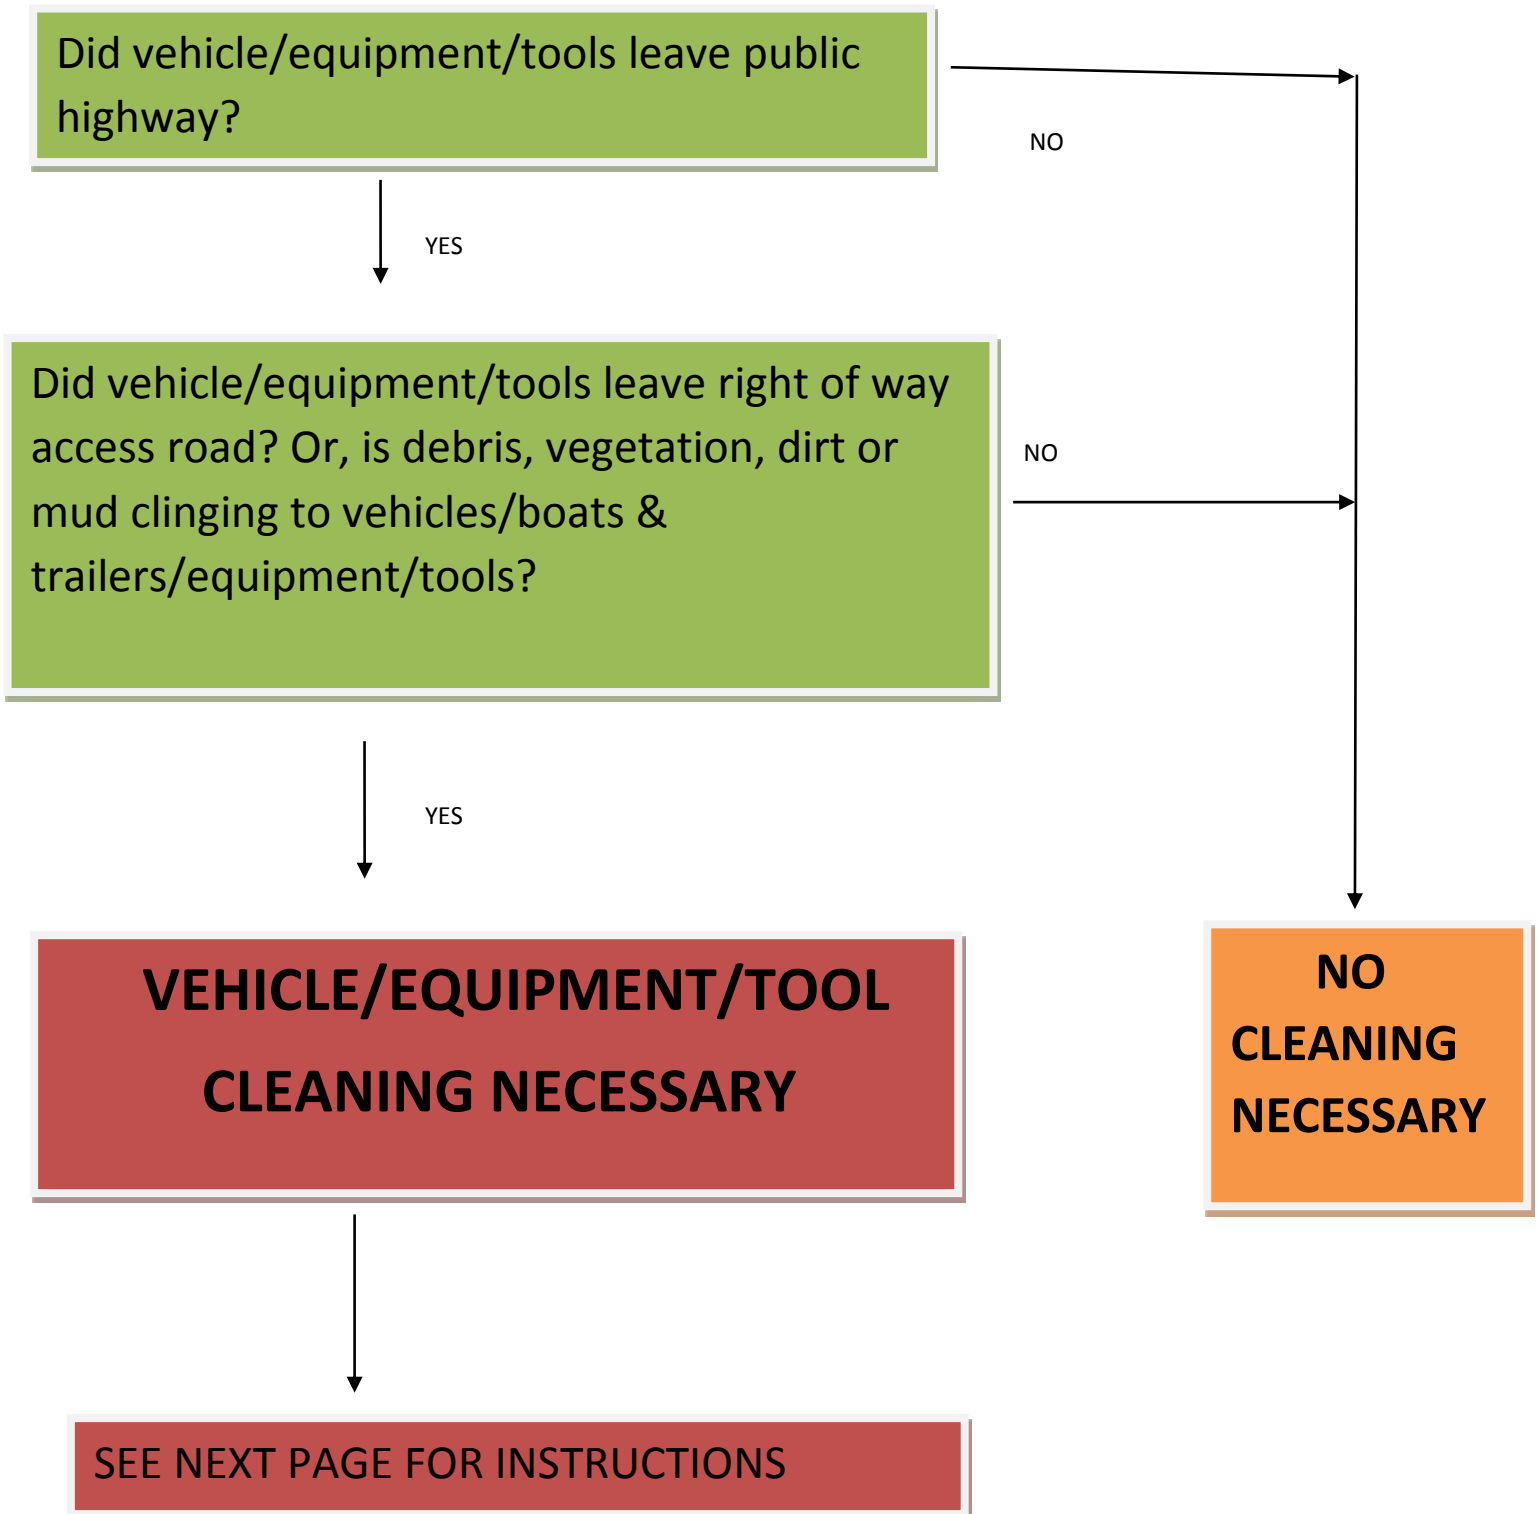 Did vehicle/equipment/tools leave public
highway?
NO
YES
Did vehicle/equipment/tools leave right of way
access road? Or, is debris, vegetation, dirt or
mud clinging to vehicles/boats &
trailers/equipment/tools?
NO
YES
VEHICLE/EQUIPMENT/TOOL
CLEANING NECESSARY
NO
CLEANING
NECESSARY
SEE NEXT PAGE FOR INSTRUCTIONS